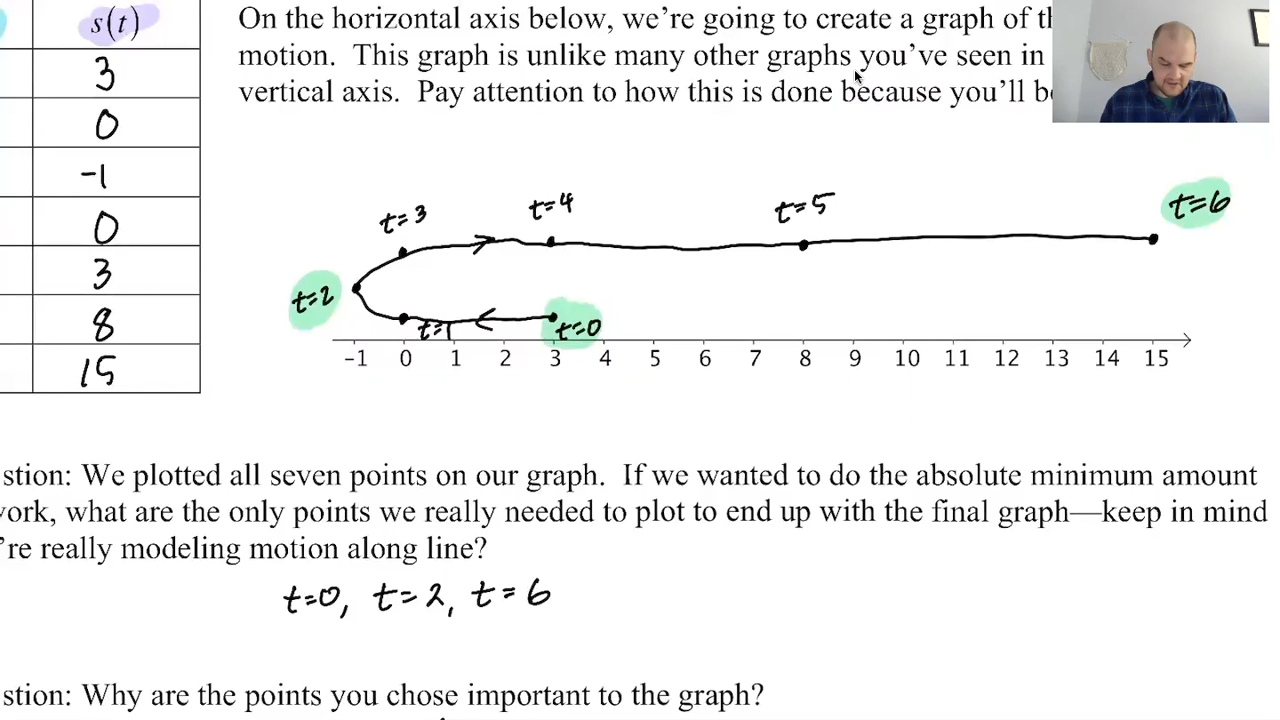 s(t)
3
0
-1
0
3
8
15
On the horizontal axis below, we're going to create a graph of th
motion. This graph is unlike many other graphs you've seen in
vertical axis. Pay attention to how this is done because you'll be
t=3 t=4 t=5 t=6
t=2 t=1 t=0
-1 0 1 2 3 4 5 6 7 8 9 10 11 12 13 14 15
stion: We plotted all seven points on our graph. If we wanted to do the absolute minimum amount
work, what are the only points we really needed to plot to end up with the final graph—keep in mind
're really modeling motion along line?
t=0, t=2, t=6
stion: Why are the points you chose important to the graph?